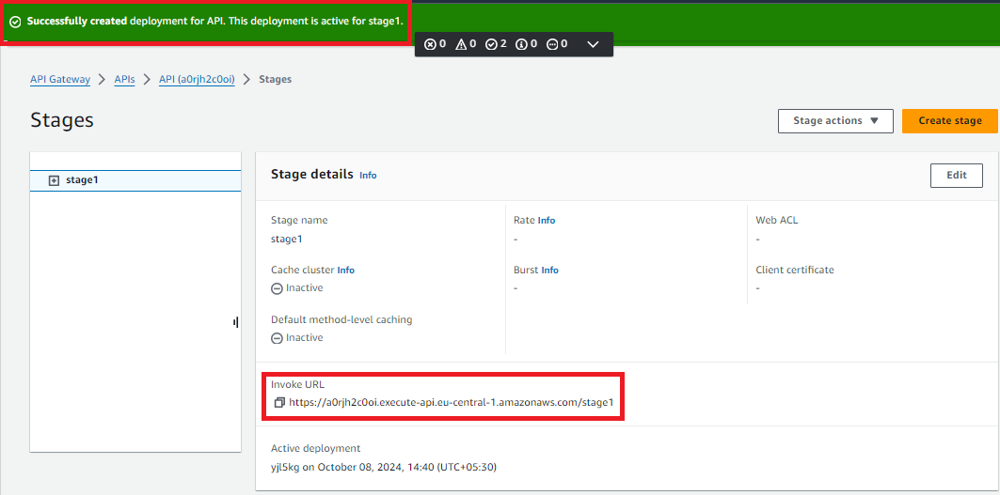 Successfully created deployment for API. This deployment is active for stage1.
0 0 2 0 0
API Gateway > APIs > API (a0rjh2c0oi) > Stages
Stages
Stage actions
Create stage
stage1
Stage details Info
Edit
Stage name
stage1
Rate Info
-
Web ACL
-
Cache cluster Info
Inactive
Burst Info
-
Client certificate
-
Default method-level caching
Inactive
Invoke URL
https://a0rjh2c0oi.execute-api.eu-central-1.amazonaws.com/stage1
Active deployment
yjl5kg on October 08, 2024, 14:40 (UTC+05:30)